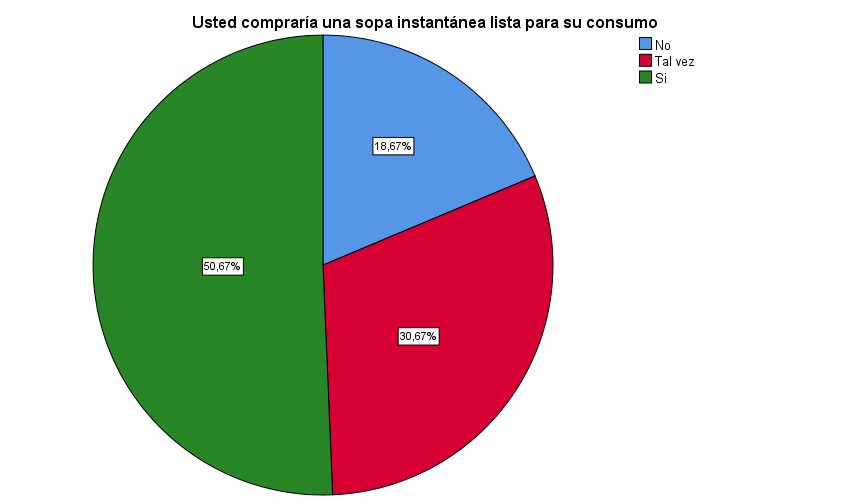 Usted compraría una sopa instantánea lista para su consumo
No
Tal vez
Si
18,67%
50,67%
30,67%